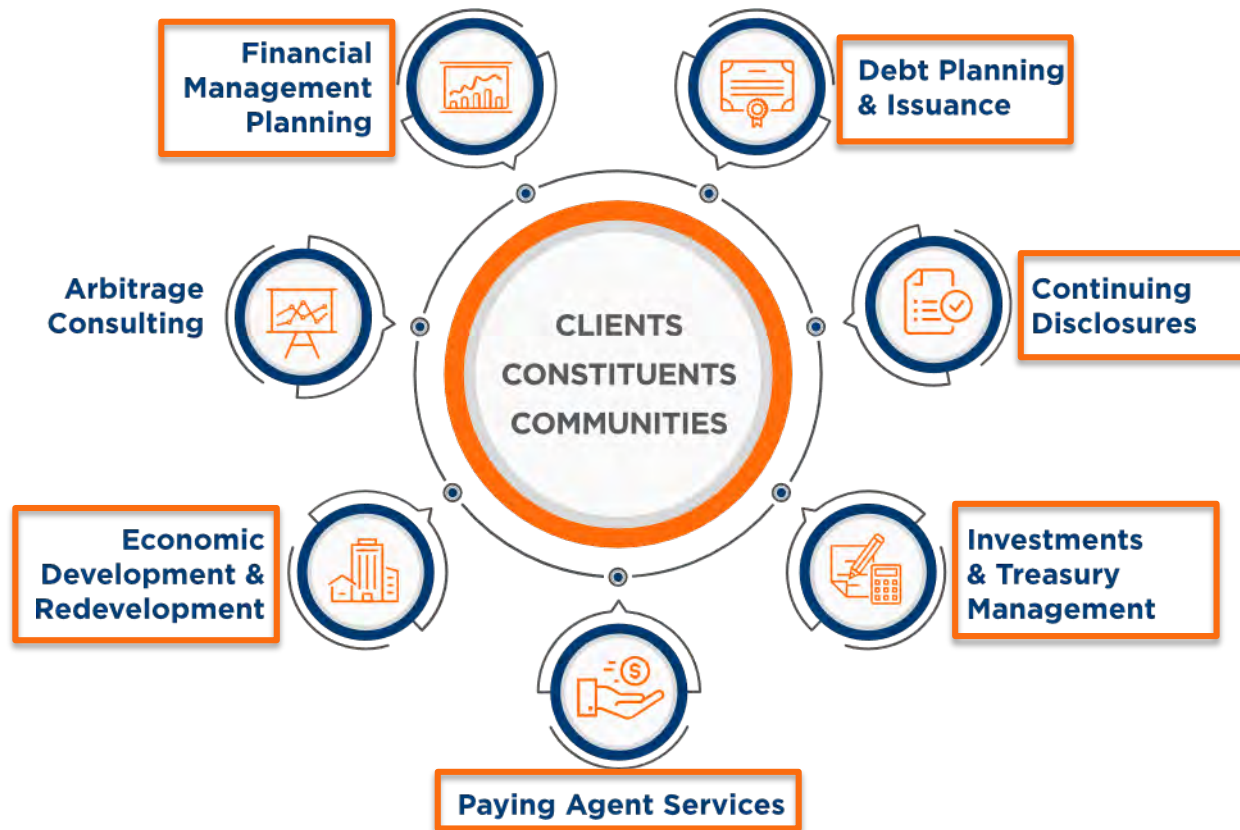 Financial
Management
Planning
Debt Planning
& Issuance
Arbitrage
Consulting
CLIENTS
CONSTITUENTS
COMMUNITIES
Continuing
Disclosures
Economic
Development &
Redevelopment
Investments
& Treasury
Management
$
Paying Agent Services